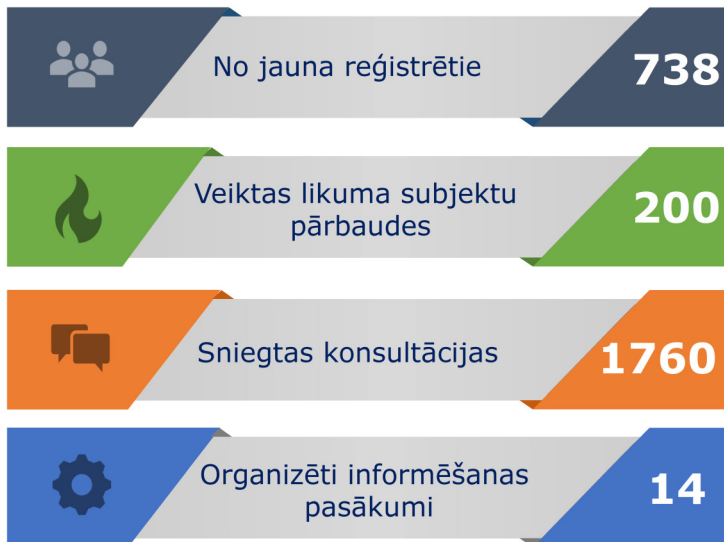 No jauna reģistrētie
738
Veiktas likuma subjektu
pārbaudes
200
Sniegtas konsultācijas
1760
Organizēti informēšanas
pasākumi
14